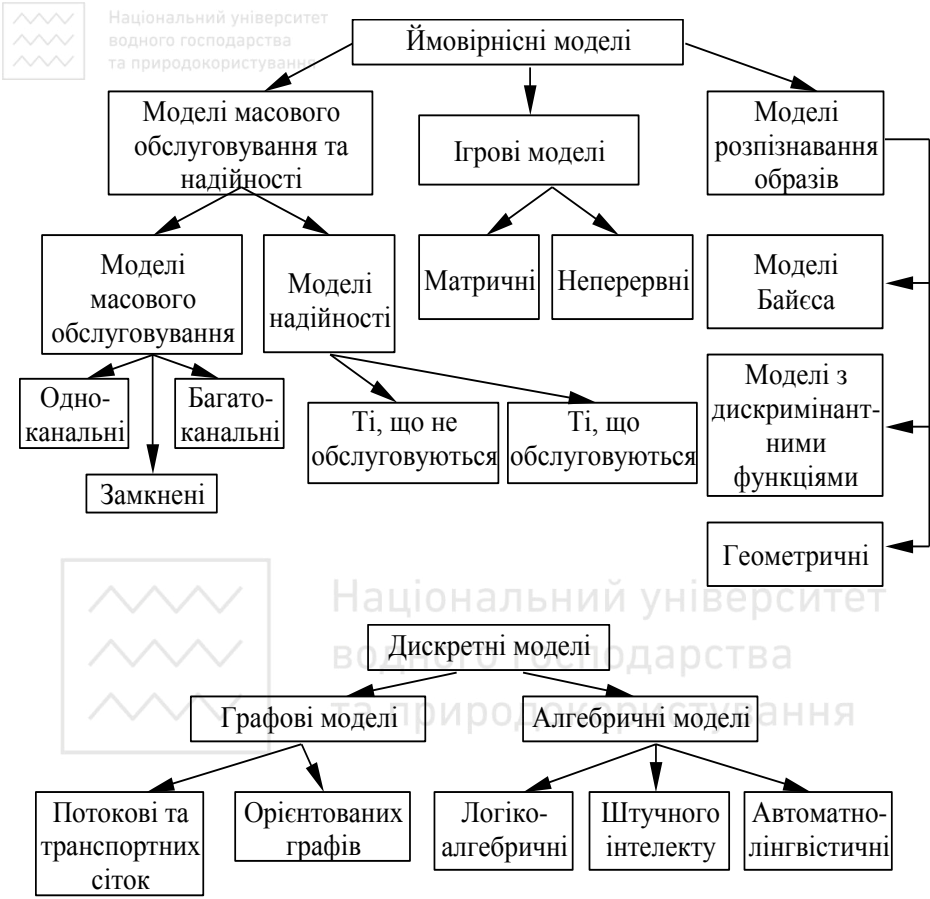 Національний університет
водного господарства
та природокористування
Ймовірнісні моделі
Моделі масового
обслуговування та
надійності
Ігрові моделі
Моделі
розпізнавання
образів
Моделі
масового
обслуговування
Моделі
надійності
Матричні
Неперервні
Моделі
Байєса
Одно-
канальні
Багато-
канальні
Замкнені
Ті, що не
обслуговуються
Ті, що
обслуговуються
Моделі з
дискримінант-
ними
функціями
Геометричні
Національний університет
водного господарства
та природокористування
Дискретні моделі
Графові моделі
Алгебричні моделі
Потокові та
транспортних
сіток
Орієнтованих
графів
Логіко-
алгебричні
Штучного
інтелекту
Автоматно-
лінгвістичні